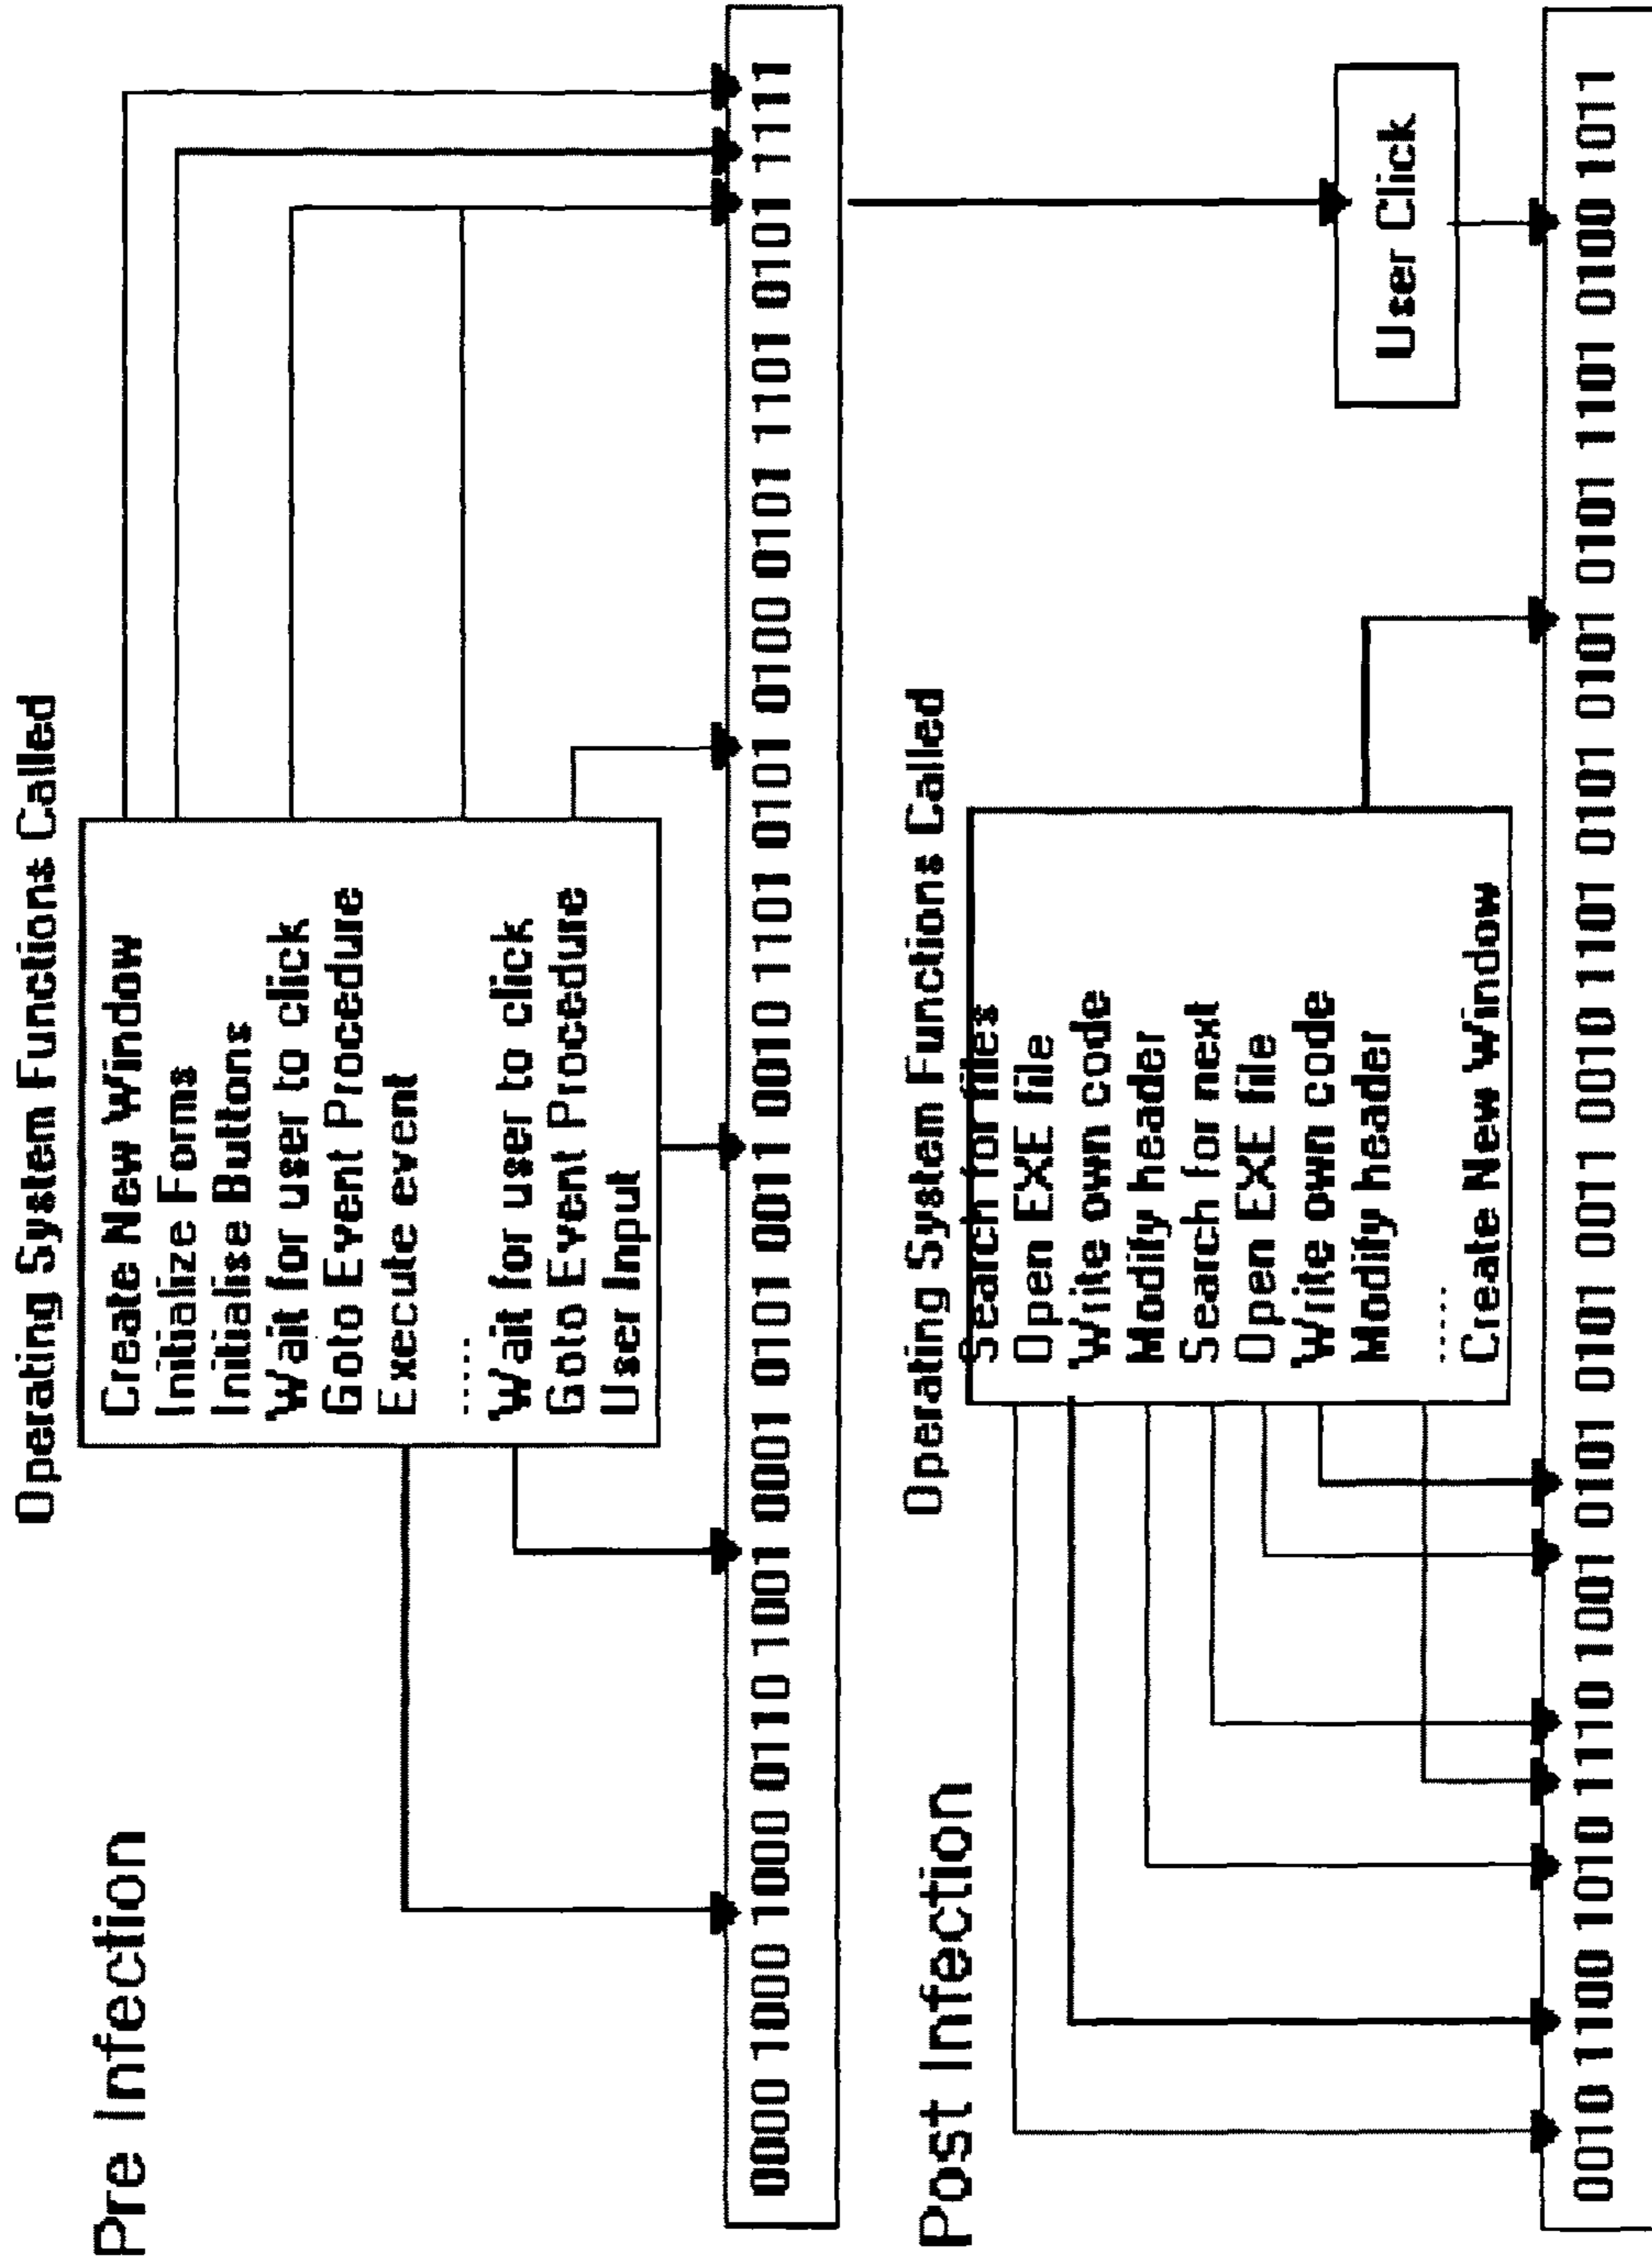 Pre Infection
Operating System Functions Called
Create New Window
Initialize Forms
Initialise Buttons
Wait for user to click
Goto Event Procedure
Execute event
.....
Wait for user to click
Goto Event Procedure
User Input
0000 1000 1000 0110 1001 0001 0101 0011 0010 1101 0101 0100 0101 1101 0101 1111
User Click
Post Infection
Operating System Functions Called
Search for files
Open EXE file
Write own code
Modify header
Search for next
Open EXE file
Write own code
Modify header
.....
Create New Window
0010 1100 1010 1110 1001 0101 0101 0011 0010 1101 0101 0101 0101 1101 0100 1011